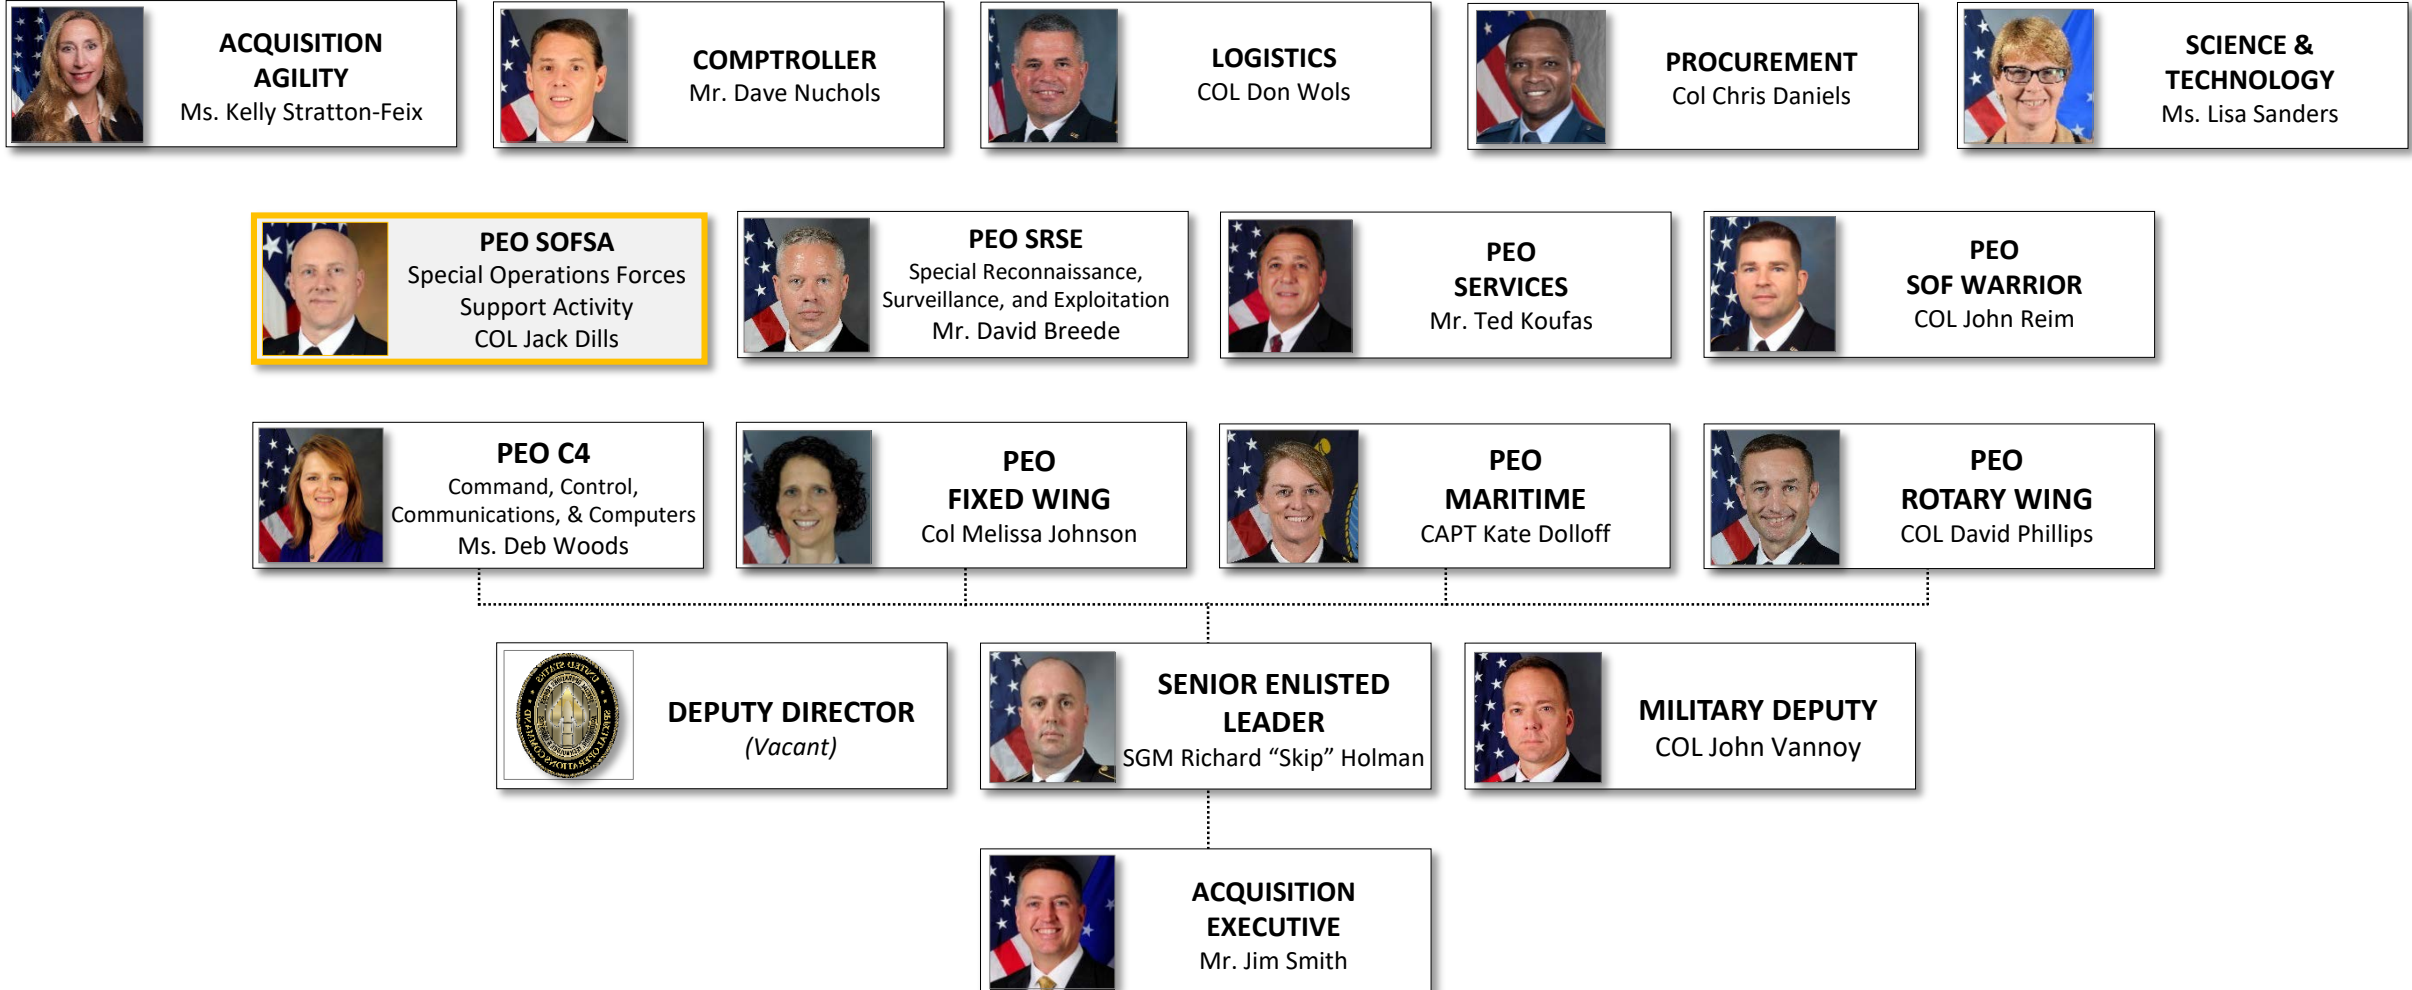 ACQUISITION
AGILITY
Ms. Kelly Stratton-Feix
COMPTROLLER
Mr. Dave Nuchols
LOGISTICS
COL Don Wols
PROCUREMENT
Col Chris Daniels
SCIENCE &
TECHNOLOGY
Ms. Lisa Sanders
PEO SOFSA
Special Operations Forces
Support Activity
COL Jack Dills
PEO SRSE
Special Reconnaissance,
Surveillance, and Exploitation
Mr. David Breede
PEO
SERVICES
Mr. Ted Koufas
PEO
SOF WARRIOR
COL John Reim
PEO C4
Command, Control,
Communications, & Computers
Ms. Deb Woods
PEO
FIXED WING
Col Melissa Johnson
PEO
MARITIME
CAPT Kate Dolloff
PEO
ROTARY WING
COL David Phillips
UNITED STATES
SPECIAL OPERATIONS COMMAND
DEPUTY DIRECTOR
(Vacant)
SENIOR ENLISTED
LEADER
SGM Richard “Skip” Holman
MILITARY DEPUTY
COL John Vannoy
ACQUISITION
EXECUTIVE
Mr. Jim Smith